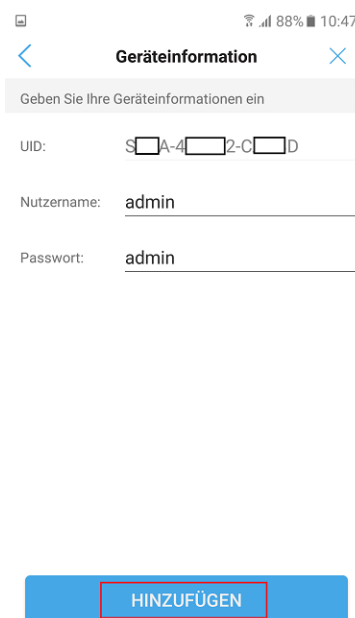 88% 10:47
Geräteinformation
Geben Sie Ihre Geräteinformationen ein
UID: S A-4 2-C D
Nutzername: admin
Passwort: admin
HINZUFÜGEN